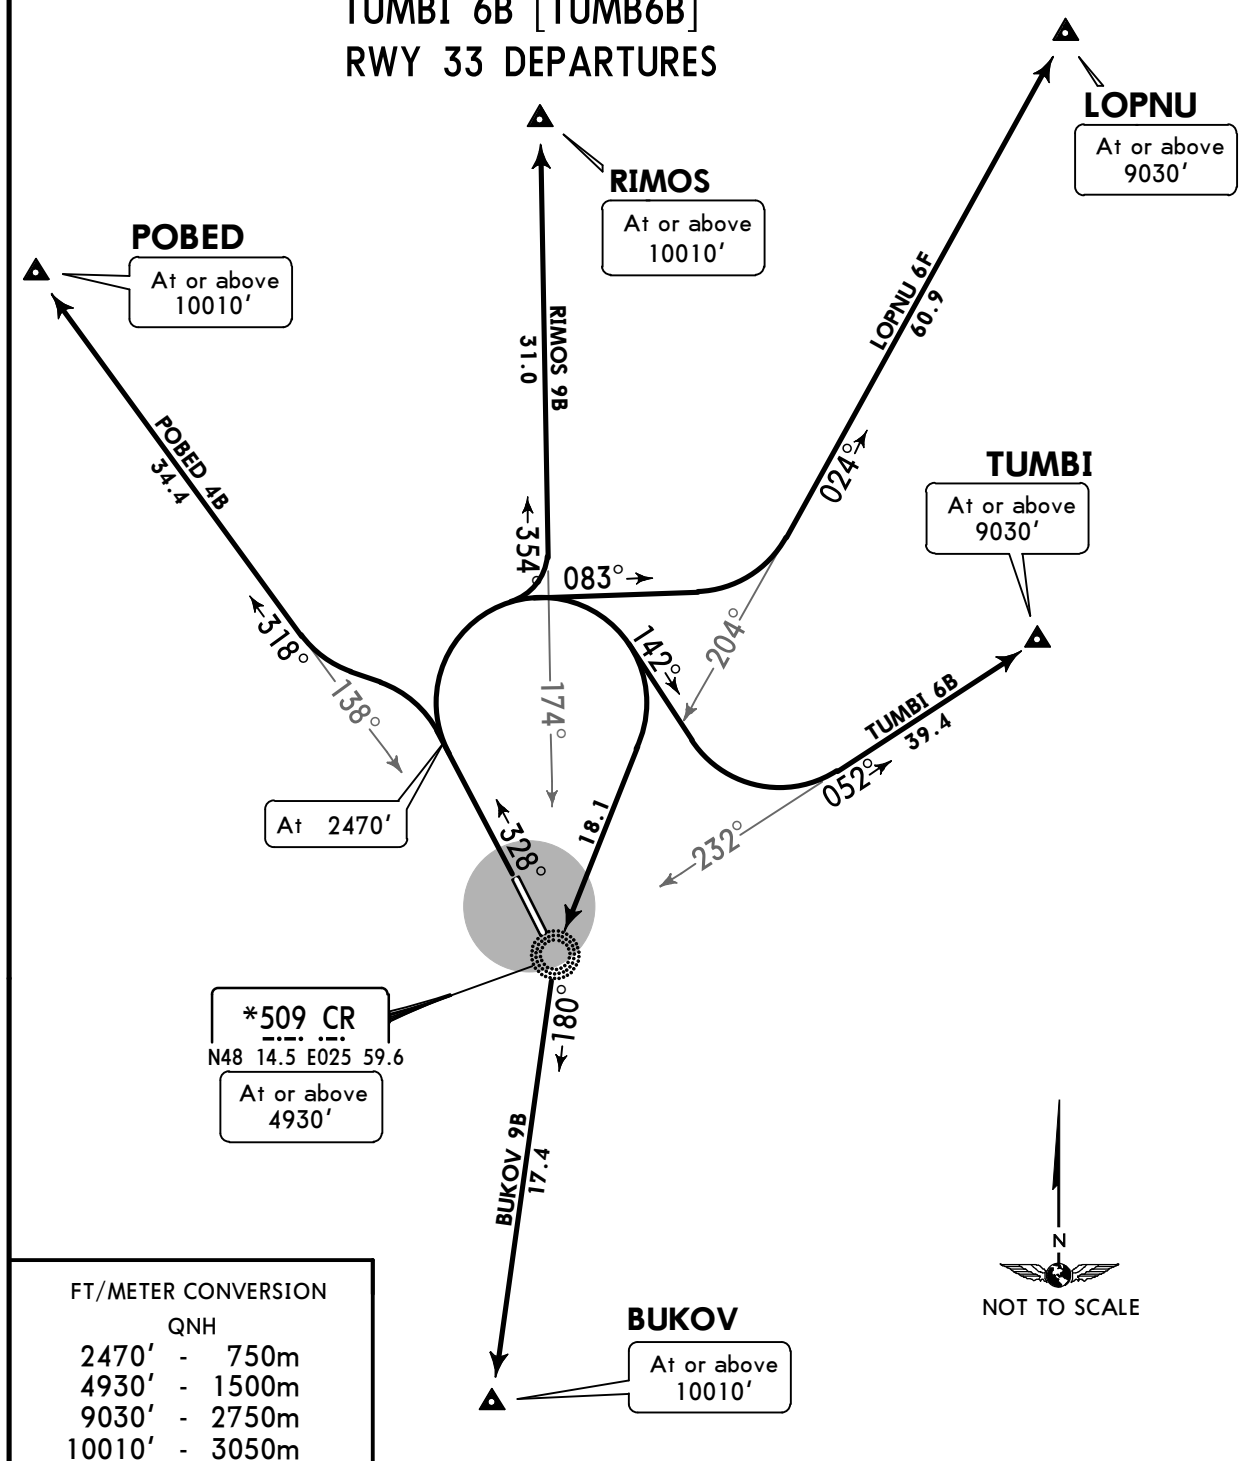 TUMBI 6B [TUMB6B]
RWY 33 DEPARTURES
LOPNU
At or above
9030'
RIMOS
At or above
10010'
POBED
At or above
10010'
LOPNU 6F
60.9
RIMOS 9B
31.0
POBED 4B
34.4
024°
TUMBI
At or above
9030'
354°
083°
318°
138°
142°
204°
174°
TUMBI 6B
39.4
052°
232°
At 2470'
18.1
328°
*509 CR
N48 14.5 E025 59.6
At or above
4930'
180°
BUKOV 9B
17.4
N
NOT TO SCALE
BUKOV
At or above
10010'
FT/METER CONVERSION
QNH
2470' - 750m
4930' - 1500m
9030' - 2750m
10010' - 3050m